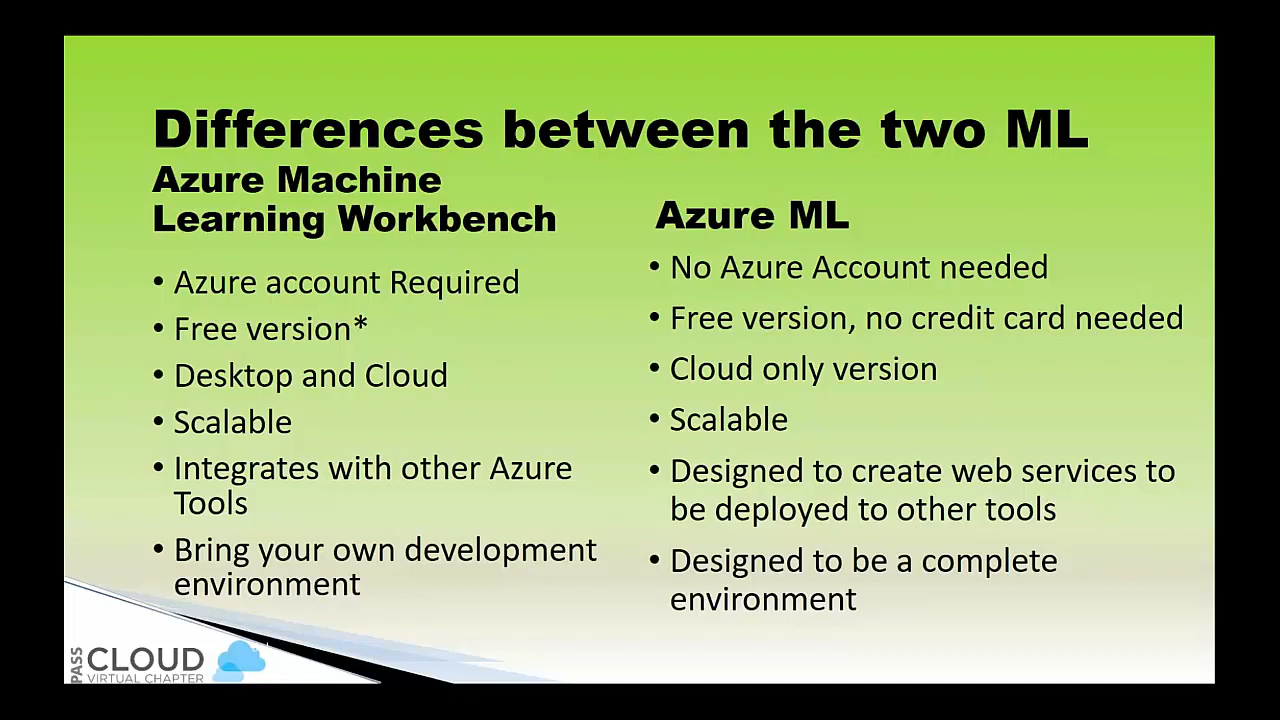 Differences between the two ML
Azure Machine
Learning Workbench
• Azure account Required
• Free version*
• Desktop and Cloud
• Scalable
• Integrates with other Azure
Tools
• Bring your own development
environment
Azure ML
• No Azure Account needed
• Free version, no credit card needed
• Cloud only version
• Scalable
• Designed to create web services to
be deployed to other tools
• Designed to be a complete
environment
PASS
CLOUD
VIRTUAL CHAPTER